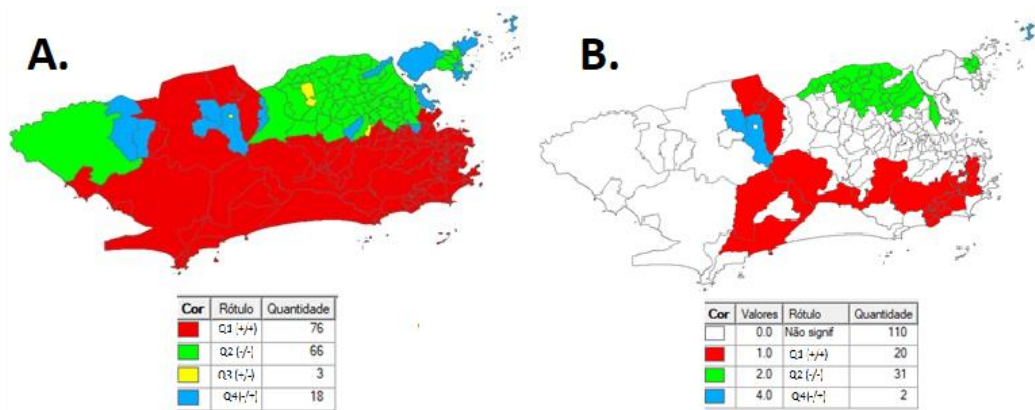 A.
B.
Cor Rótulo Quantidade
Q1 (+/+) 76
Q2 (-/-) 66
Q3 (+/-) 3
Q4(-/+) 18
Cor Valores Rótulo Quantidade
0.0 Não signif 110
1.0 Q1 (+/+) 20
2.0 Q2 (-/-) 31
4.0 Q4(-/+) 2